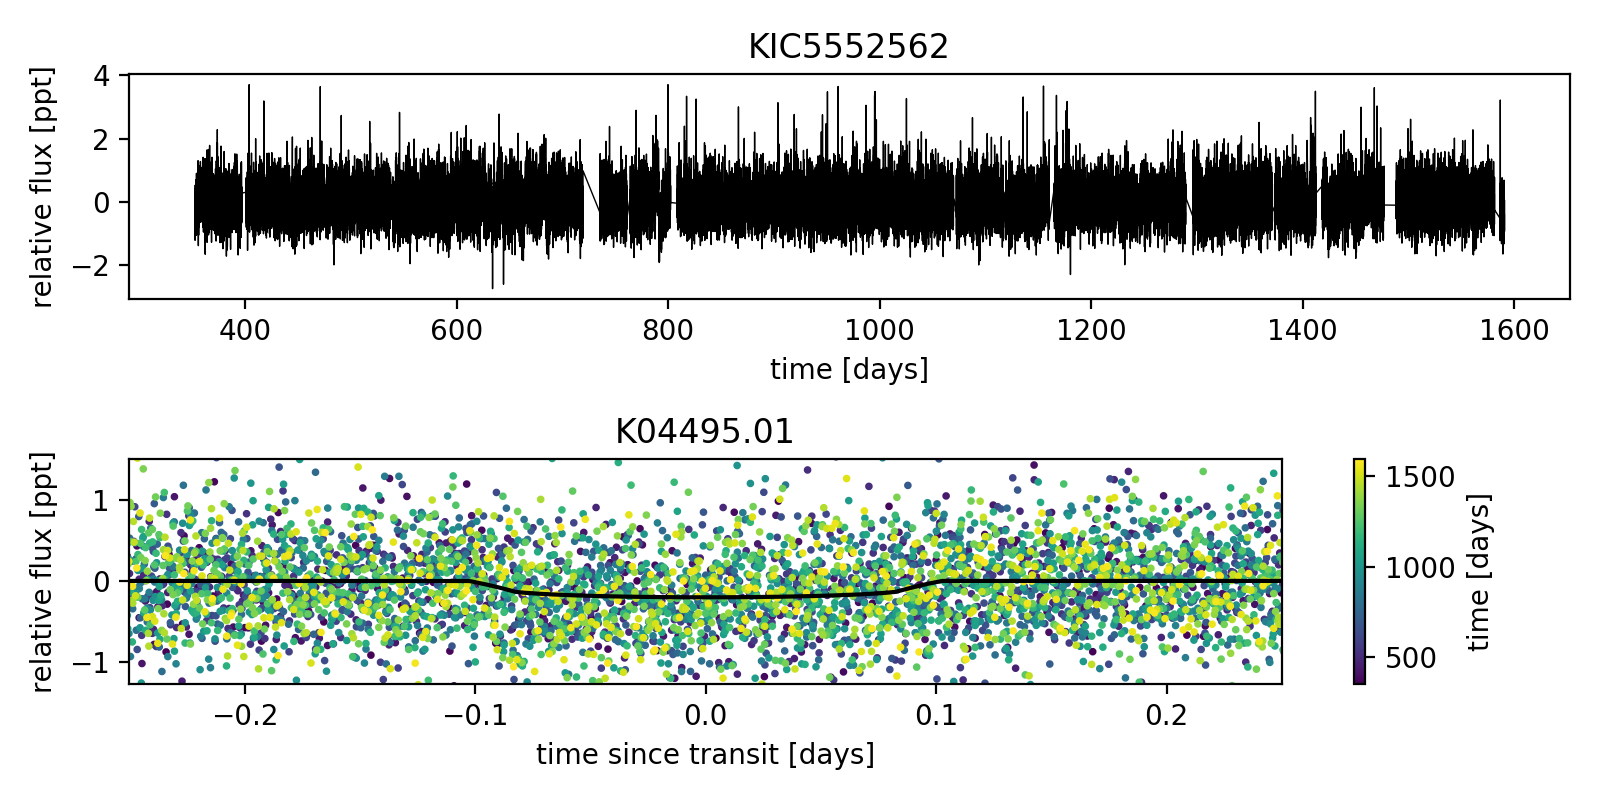 KIC5552562
relative flux [ppt]
4
2
0
−2
400 600 800 1000 1200 1400 1600
time [days]
K04495.01
relative flux [ppt]
1
0
−1
−0.2 −0.1 0.0 0.1 0.2
time since transit [days]
1500
1000
500
time [days]